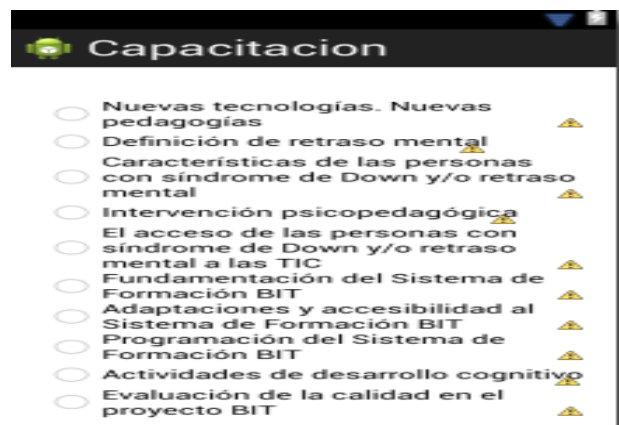 Capacitacion
Nuevas tecnologías. Nuevas
pedagogías
Definición de retraso mental
Características de las personas
con síndrome de Down y/o retraso
mental
Intervención psicopedagógica
El acceso de las personas con
síndrome de Down y/o retraso
mental a las TIC
Fundamentación del Sistema de
Formación BIT
Adaptaciones y accesibilidad al
Sistema de Formación BIT
Programación del Sistema de
Formación BIT
Actividades de desarrollo cognitivo
Evaluación de la calidad en el
proyecto BIT